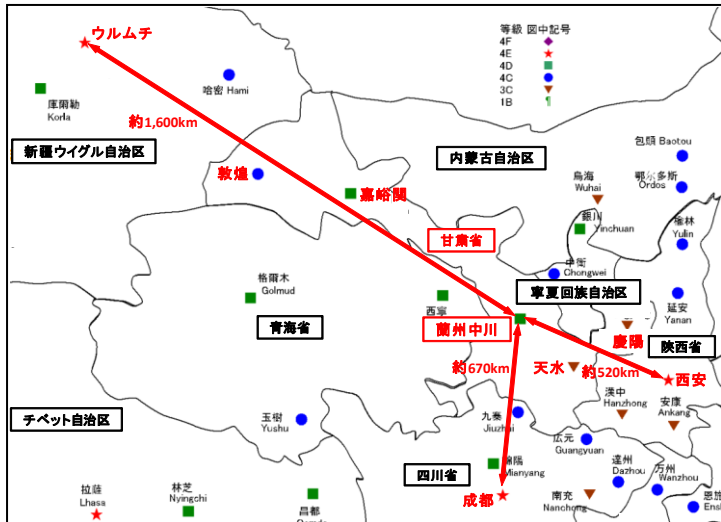 ウルムチ
等級 図中記号
4F
4E
4D
4C
3C
1B
哈密 Hami
庫爾勒
Korla
約1,600km
新疆ウイグル自治区
内蒙古自治区
包頭 Baotou
敦煌
嘉峪関
烏海
Wuhai
鄂尔多斯
Ordos
銀川
Yinchuan
榆林
Yulin
甘粛省
中衛
Chongwei
寧夏回族自治区
格爾木
Golmud
西寧
延安
Yanan
青海省
蘭州中川
慶陽
陝西省
約670km
天水
約520km
西安
漢中
Hanzhong
安康
Ankang
チベット自治区
玉樹
Yushu
九寨
Jiuzhai
広元
Guangyuan
四川省
綿陽
Mianyang
達州
Dazhou
万州
Wanzhou
拉薩
Lhasa
林芝
Nyingchi
昌都
成都
南充
Nanchong
恩施